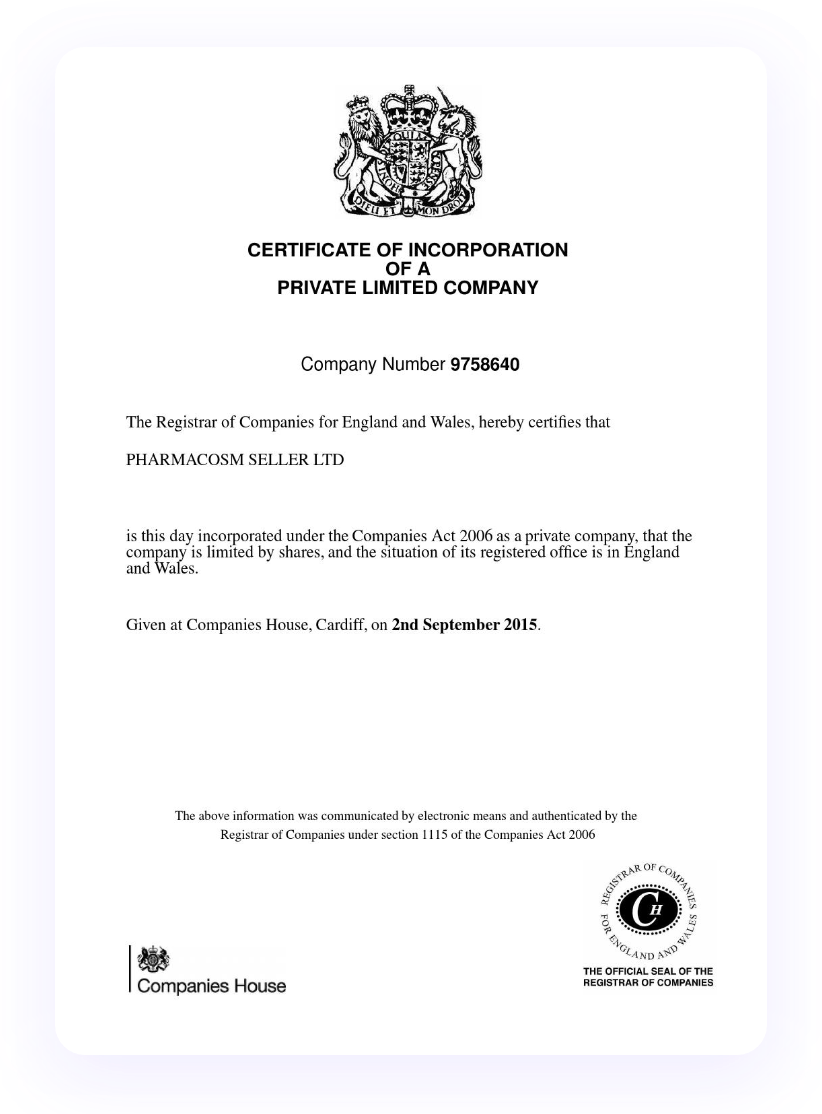 CERTIFICATE OF INCORPORATION
OF A
PRIVATE LIMITED COMPANY
Company Number 9758640
The Registrar of Companies for England and Wales, hereby certifies that
PHARMACOSM SELLER LTD
is this day incorporated under the Companies Act 2006 as a private company, that the
company is limited by shares, and the situation of its registered office is in England
and Wales.
Given at Companies House, Cardiff, on 2nd September 2015.
The above information was communicated by electronic means and authenticated by the
Registrar of Companies under section 1115 of the Companies Act 2006
REGISTRAR OF COMPANIES
FOR ENGLAND AND WALES
CH
THE OFFICIAL SEAL OF THE
REGISTRAR OF COMPANIES
Companies House